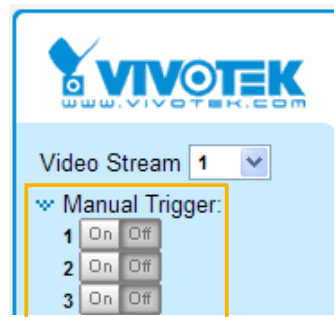 VIVOTEK
www.vivotek.com
Video Stream 1
Manual Trigger:
1 On Off
2 On Off
3 On Off